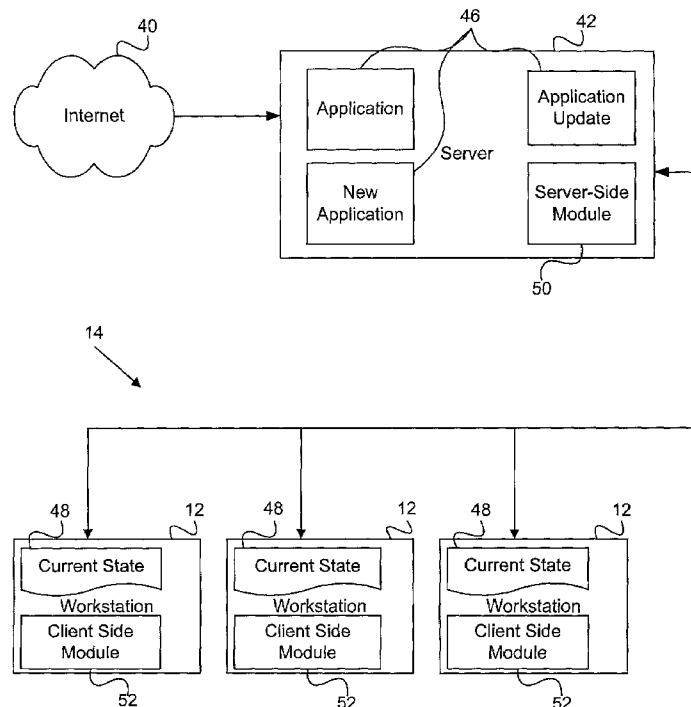 40
46
42
Internet
Application
Application
Update
Server
New
Application
Server-Side
Module
50
14
48
12
48
12
48
12
Current State
Current State
Current State
Workstation
Workstation
Workstation
Client Side
Module
Client Side
Module
Client Side
Module
52
52
52